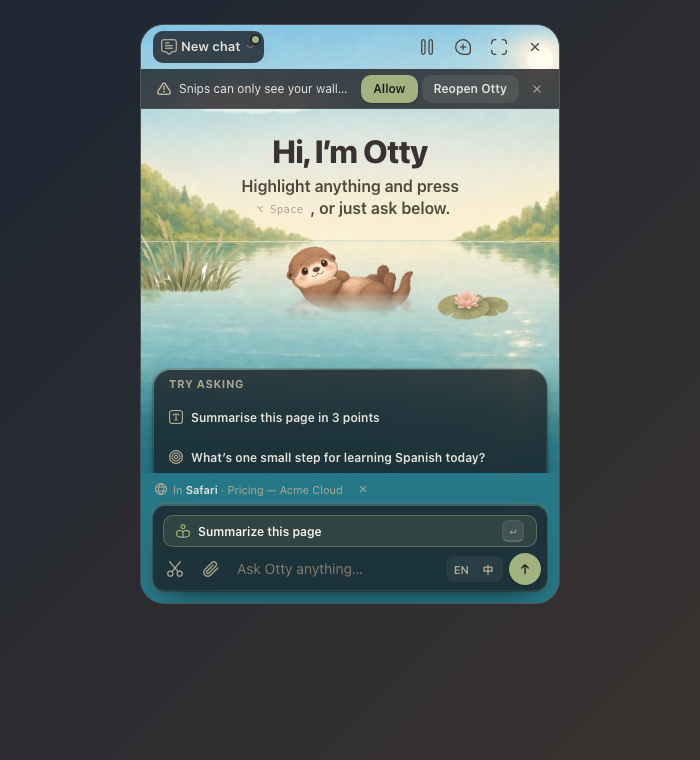 New chat
Snips can only see your wall...
Allow
Reopen Otty
Hi, I'm Otty
Highlight anything and press
⌥ Space , or just ask below.
TRY ASKING
Summarise this page in 3 points
What's one small step for learning Spanish today?
In Safari · Pricing — Acme Cloud
Summarize this page
Ask Otty anything...
EN 中